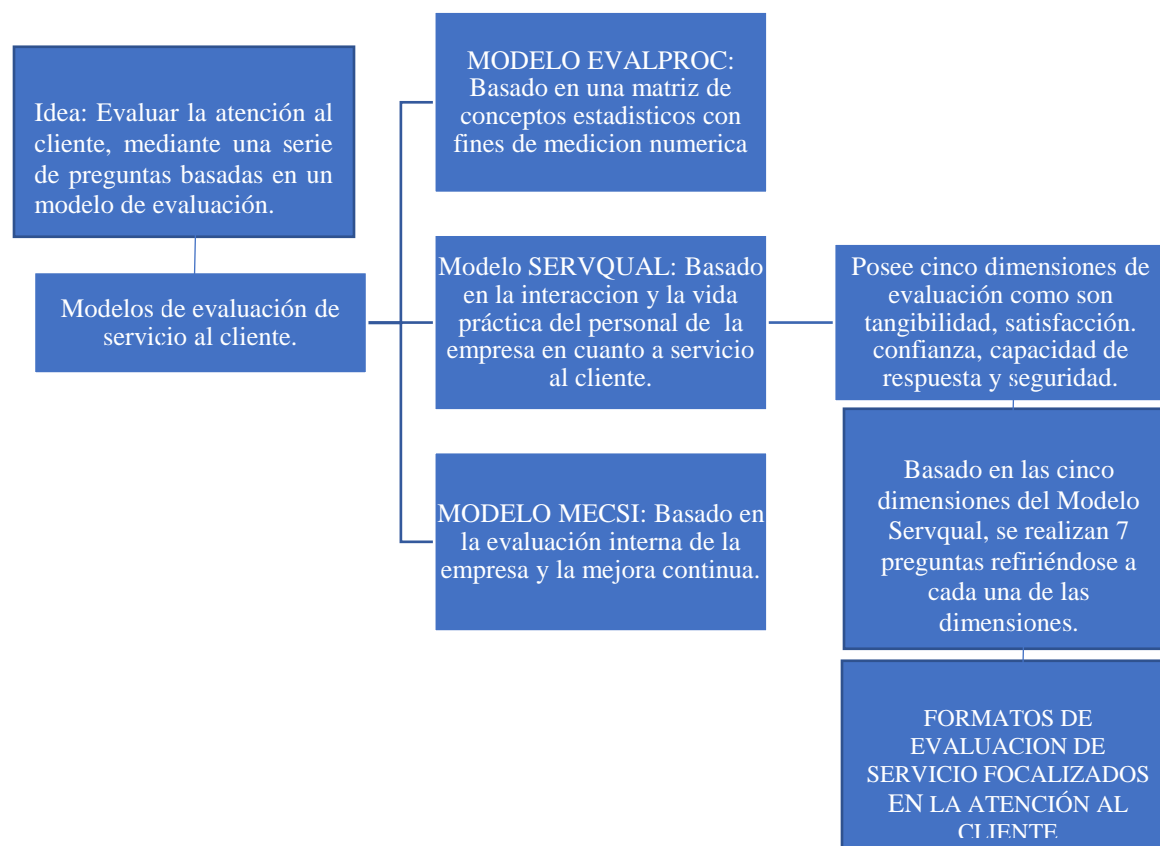 Idea: Evaluar la atención al
cliente, mediante una serie
de preguntas basadas en un
modelo de evaluación.
Modelos de evaluación de
servicio al cliente.
MODELO EVALPROC:
Basado en una matriz de
conceptos estadisticos con
fines de medicion numerica
Modelo SERVQUAL: Basado
en la interaccion y la vida
práctica del personal de la
empresa en cuanto a servicio
al cliente.
MODELO MECSI: Basado en
la evaluación interna de la
empresa y la mejora continua.
Posee cinco dimensiones de
evaluación como son
tangibilidad, satisfacción.
confianza, capacidad de
respuesta y seguridad.
Basado en las cinco
dimensiones del Modelo
Servqual, se realizan 7
preguntas refiriéndose a
cada una de las
dimensiones.
FORMATOS DE
EVALUACION DE
SERVICIO FOCALIZADOS
EN LA ATENCIÓN AL
CLIENTE